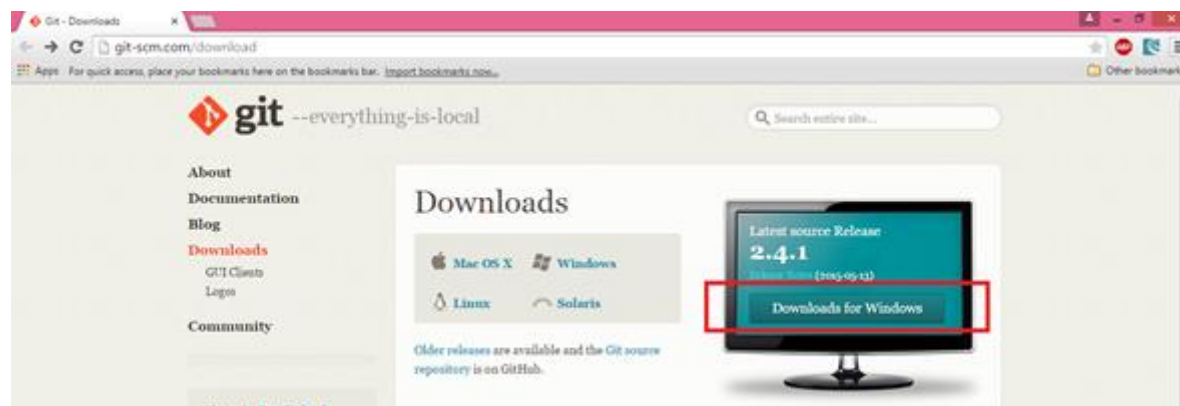 Git - Downloads
git-scm.com/download
Apps For quick access, place your bookmarks here on the bookmarks bar. Import bookmarks now...
Other bookmark
git --everything-is-local
Search entire site...
About
Documentation
Blog
Downloads
GUI Clients
Logos
Community
Downloads
Mac OS X Windows
Linux Solaris
Older releases are available and the Git source
repository is on GitHub.
Latest source Release
2.4.1
Release Notes (2015-05-13)
Downloads for Windows